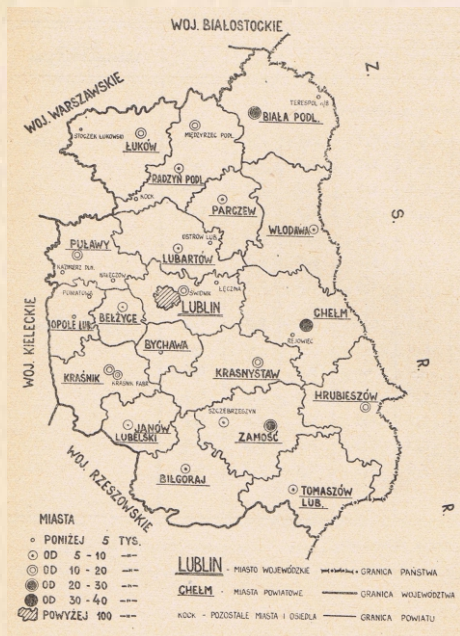 WOJ. BIAŁOSTOCKIE
Z.
WOJ. WARSZAWSKIE
TERESPOL n/B
BIAŁA PODL.
STOCZEK ŁUKOWSKI
MIĘDZYRZEC PODL.
ŁUKÓW
RADZYŃ PODL.
KOCK
PARCZEW
S.
WŁODAWA
OSTRÓW LUB.
PUŁAWY
LUBARTÓW
KAZIMIERZ DLN.
NAŁĘCZÓW
ŁĘCZNA
ŚWIDNIK
PONIATOWA
BEŁŻYCE
LUBLIN
OPOLE LUB.
CHEŁM
REJOWIEC
WOJ. KIELECKIE
BYCHAWA
KRASNYSTAW
R.
KRAŚNIK
KRAŚNIK FABR.
HRUBIESZÓW
SZCZEBRZESZYN
JANÓW
LUBELSKI
ZAMOŚĆ
BIŁGORAJ
WOJ. RZESZOWSKIE
TOMASZÓW
LUB.
R.
MIASTA
PONIŻEJ 5 TYS.
OD 5 - 10 -"-
OD 10 - 20 -"-
OD 20 - 30 -"-
OD 30 - 40 -"-
POWYŻEJ 100 -"-
LUBLIN - MIASTO WOJEWÓDZKIE
CHEŁM - MIASTA POWIATOWE
KOCK - POZOSTAŁE MIASTA I OSIEDLA
GRANICA PAŃSTWA
GRANICA WOJEWÓDZTWA
GRANICA POWIATU